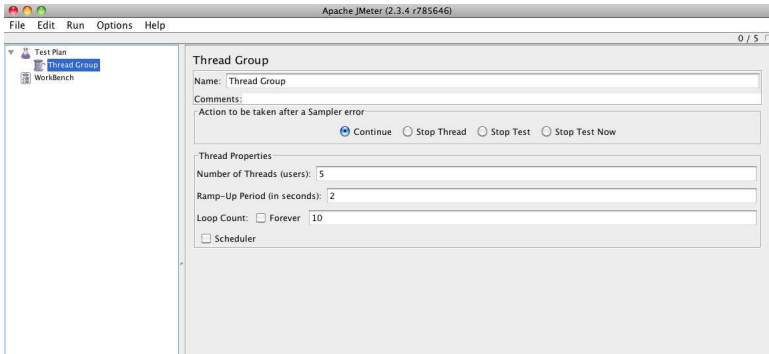 Apache JMeter (2.3.4 r785646)
File Edit Run Options Help
0 / 5
Test Plan
Thread Group
WorkBench
Thread Group
Name: Thread Group
Comments:
Action to be taken after a Sampler error
Continue Stop Thread Stop Test Stop Test Now
Thread Properties
Number of Threads (users): 5
Ramp-Up Period (in seconds): 2
Loop Count: Forever 10
Scheduler